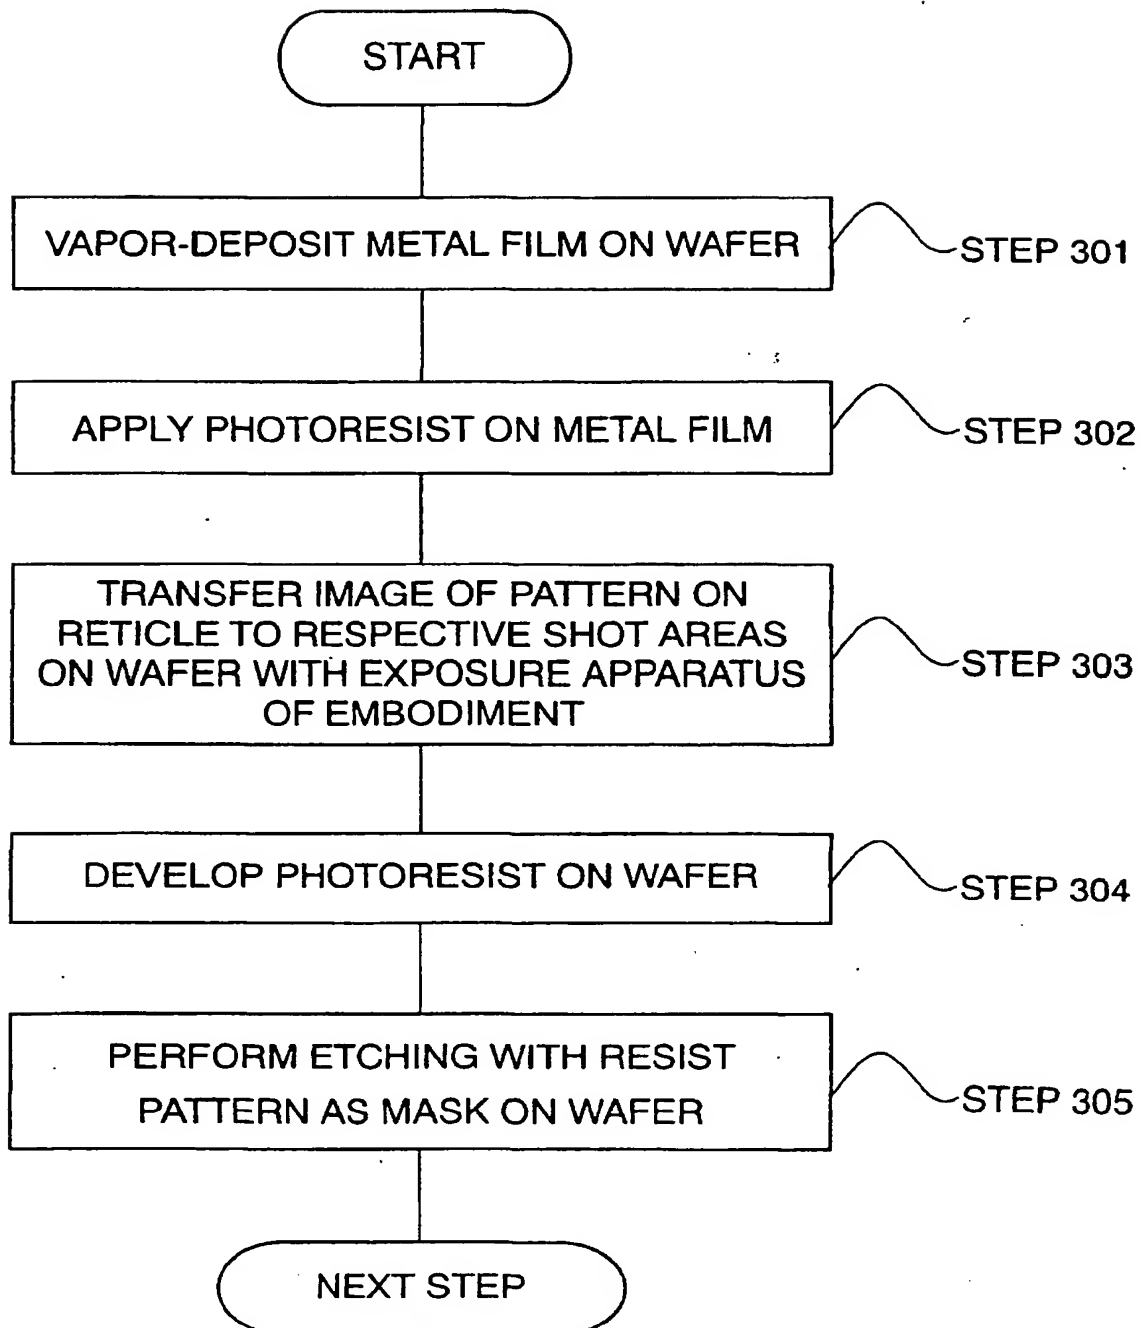 START
VAPOR-DEPOSIT METAL FILM ON WAFER
STEP 301
APPLY PHOTORESIST ON METAL FILM
STEP 302
TRANSFER IMAGE OF PATTERN ON
RETICLE TO RESPECTIVE SHOT AREAS
ON WAFER WITH EXPOSURE APPARATUS
OF EMBODIMENT
STEP 303
DEVELOP PHOTORESIST ON WAFER
STEP 304
PERFORM ETCHING WITH RESIST
PATTERN AS MASK ON WAFER
STEP 305
NEXT STEP